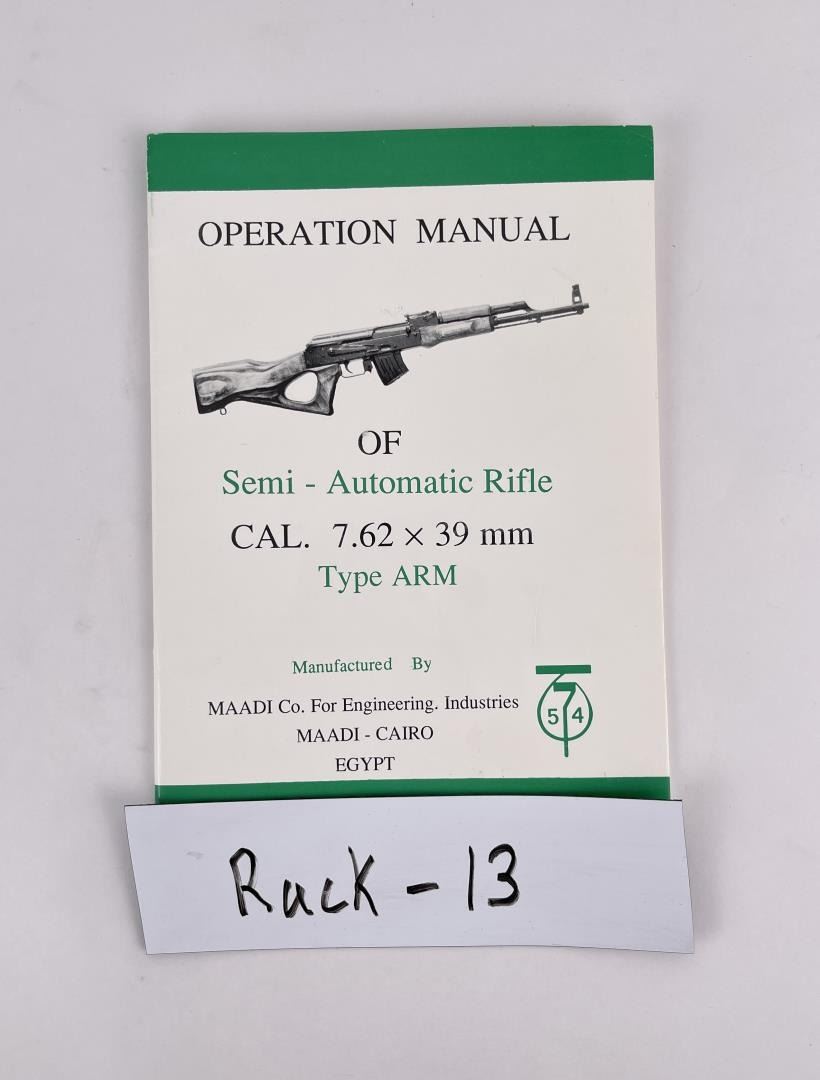 OPERATION MANUAL
OF
Semi - Automatic Rifle
CAL. 7.62 × 39 mm
Type ARM
Manufactured By
MAADI Co. For Engineering. Industries
MAADI - CAIRO
EGYPT
54
Rack - 13